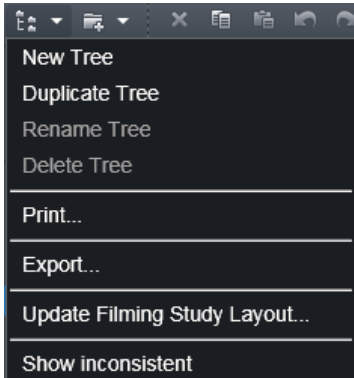 New Tree
Duplicate Tree
Rename Tree
Delete Tree
Print...
Export...
Update Filming Study Layout...
Show inconsistent